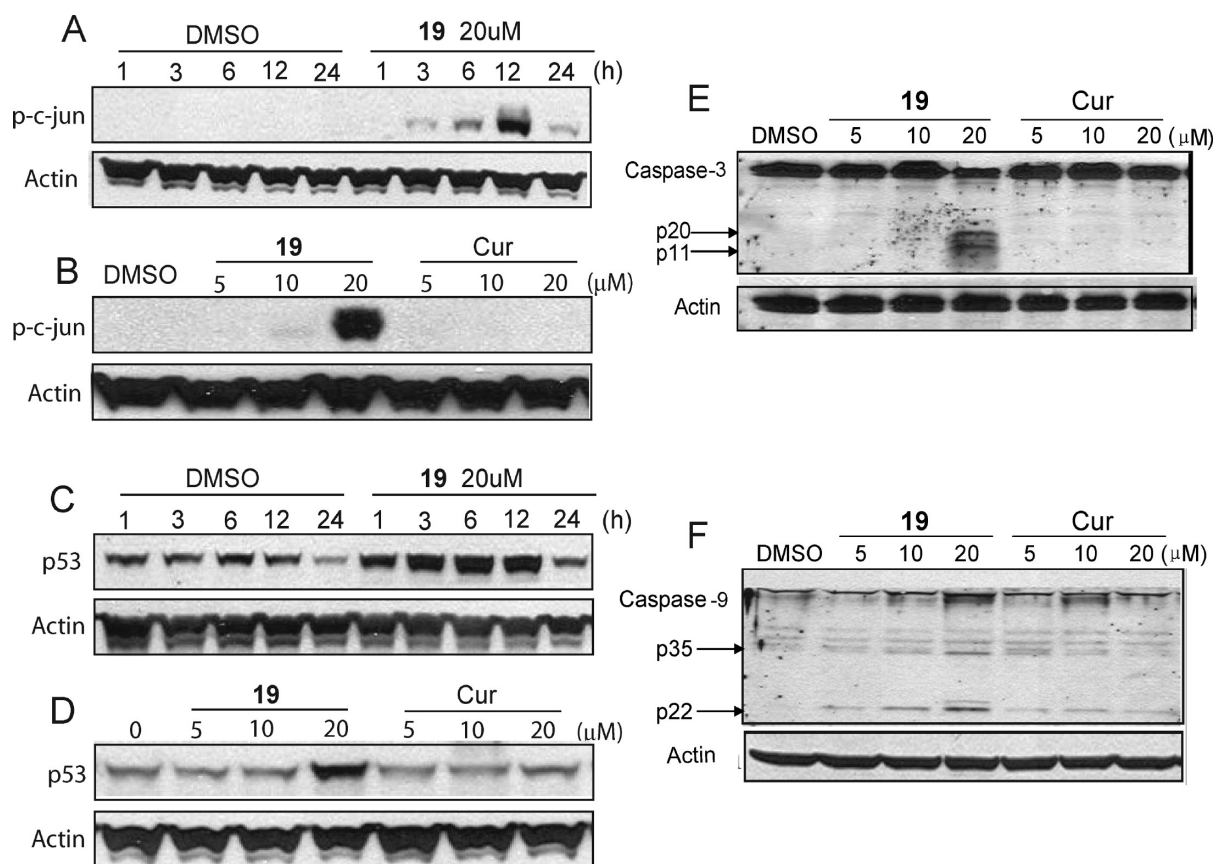 A
DMSO
19 20uM
1 3 6 12 24 1 3 6 12 24 (h)
p-c-jun
Actin
B
19
Cur
DMSO 5 10 20 5 10 20 (μM)
p-c-jun
Actin
C
DMSO
19 20uM
1 3 6 12 24 1 3 6 12 24 (h)
p53
Actin
D
19
Cur
0 5 10 20 5 10 20 (μM)
p53
Actin
E
19
Cur
DMSO 5 10 20 5 10 20 (μM)
Caspase-3
p20
p11
Actin
F
19
Cur
DMSO 5 10 20 5 10 20 (μM)
Caspase-9
p35
p22
Actin